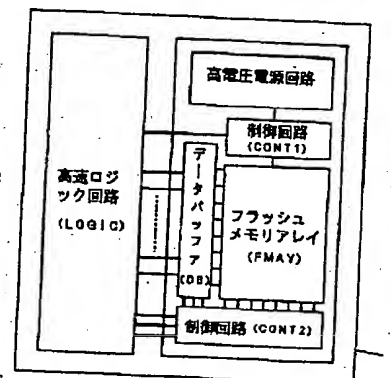 高電圧電源回路
制御回路
(CONT1)
高速ロジ
ック回路
(LOGIC)
データバッファ
(DB)
フラッシュ
メモリアレイ
(FMAY)
制御回路 (CONT2)